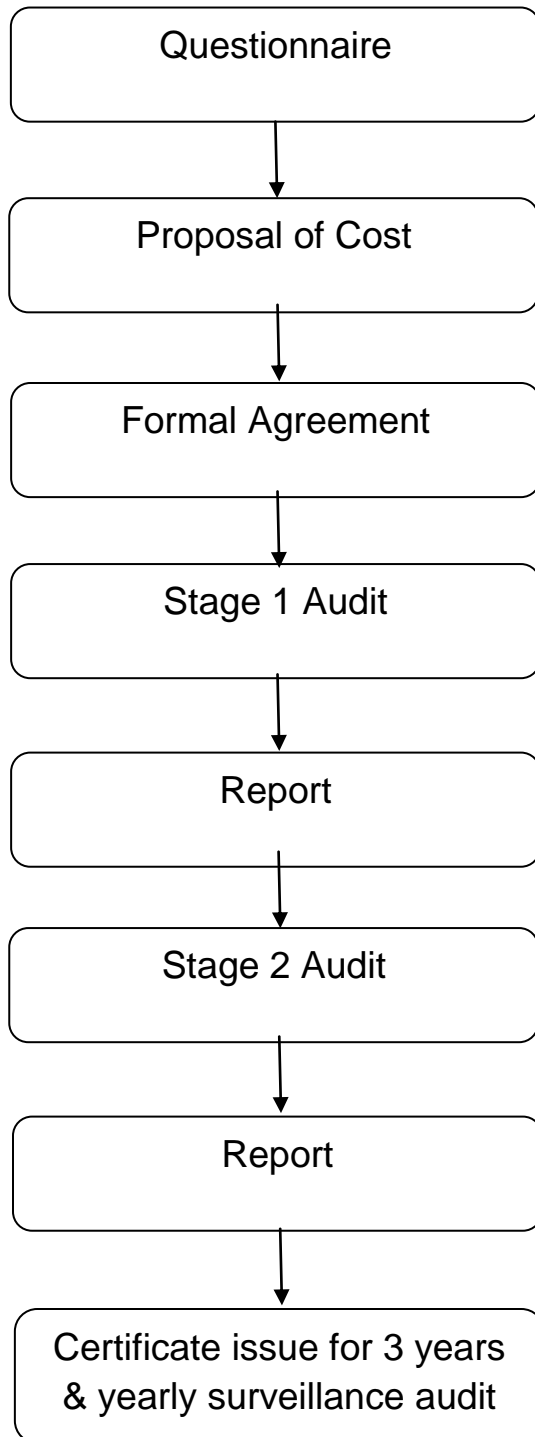 Questionnaire
Proposal of Cost
Formal Agreement
Stage 1 Audit
Report
Stage 2 Audit
Report
Certificate issue for 3 years
& yearly surveillance audit